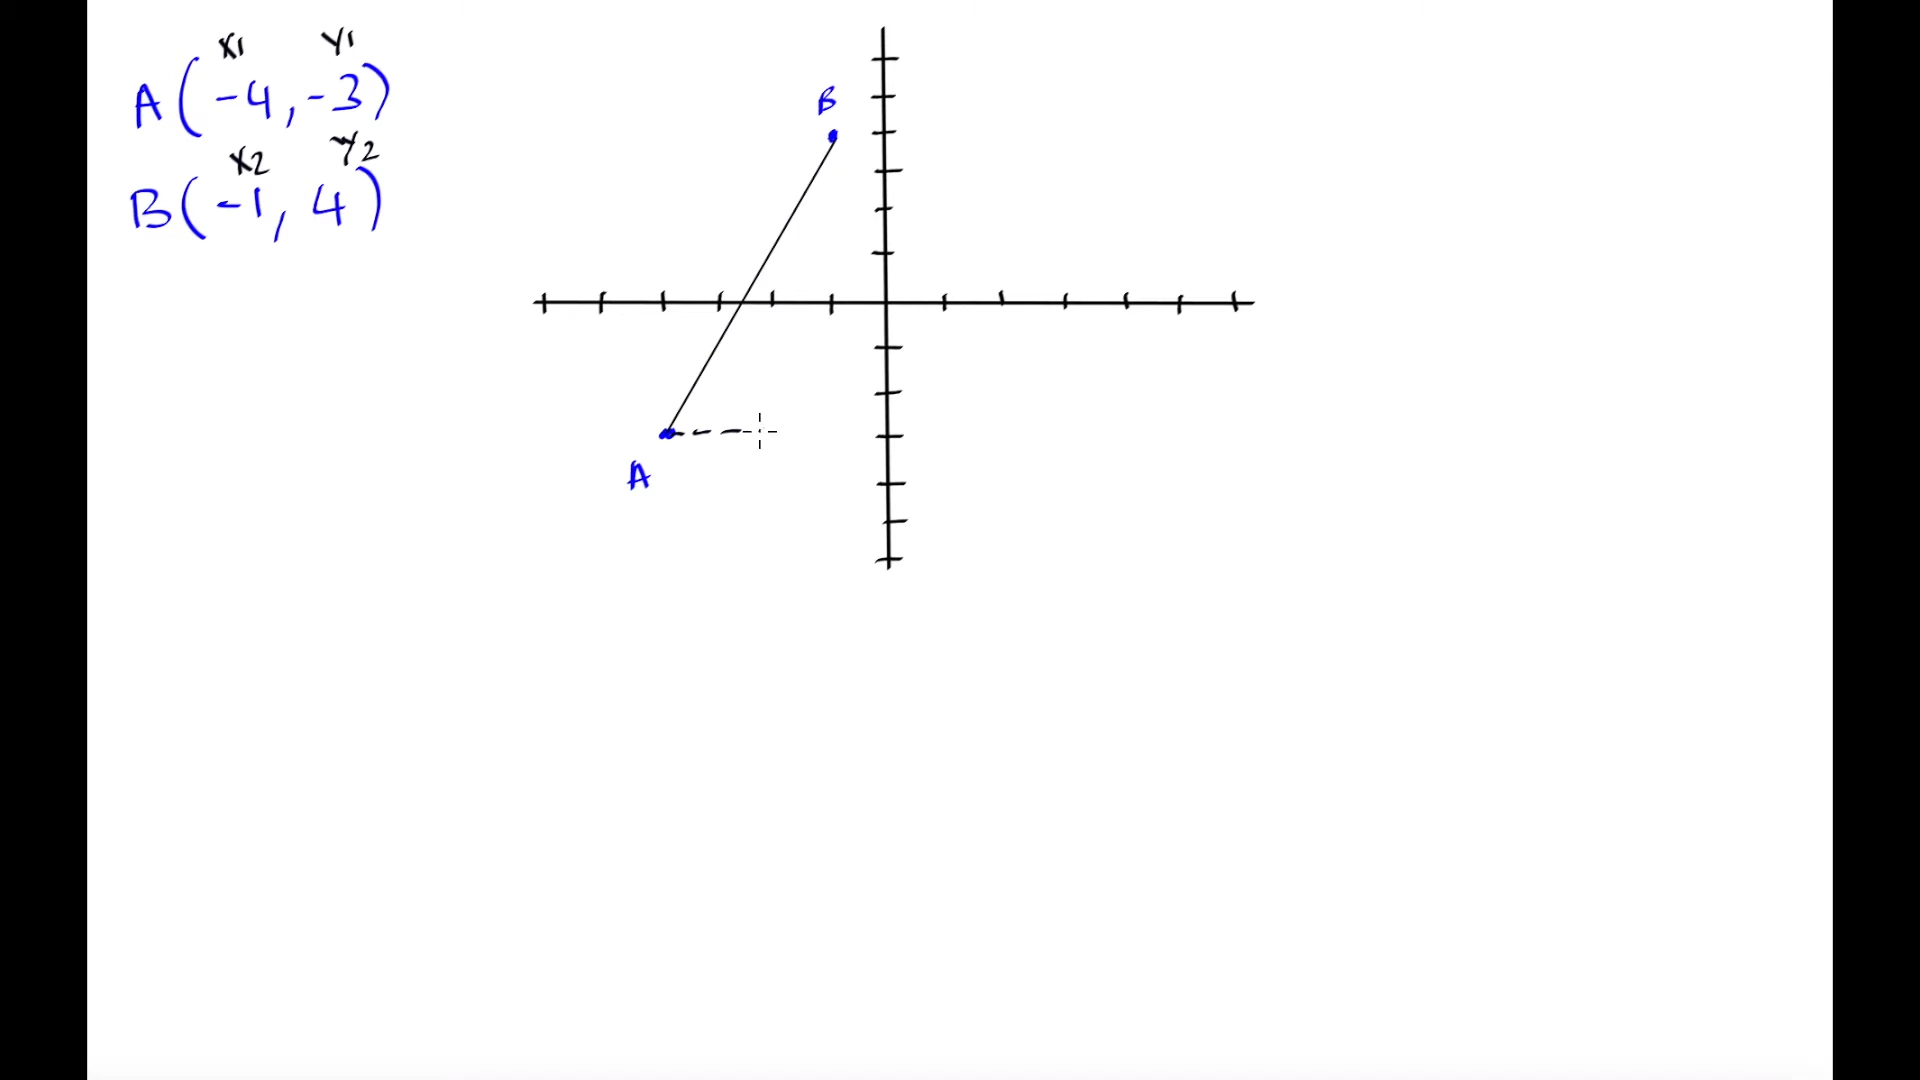 x1 y1
A(-4, -3)
x2 y2
B(-1, 4)
B
A